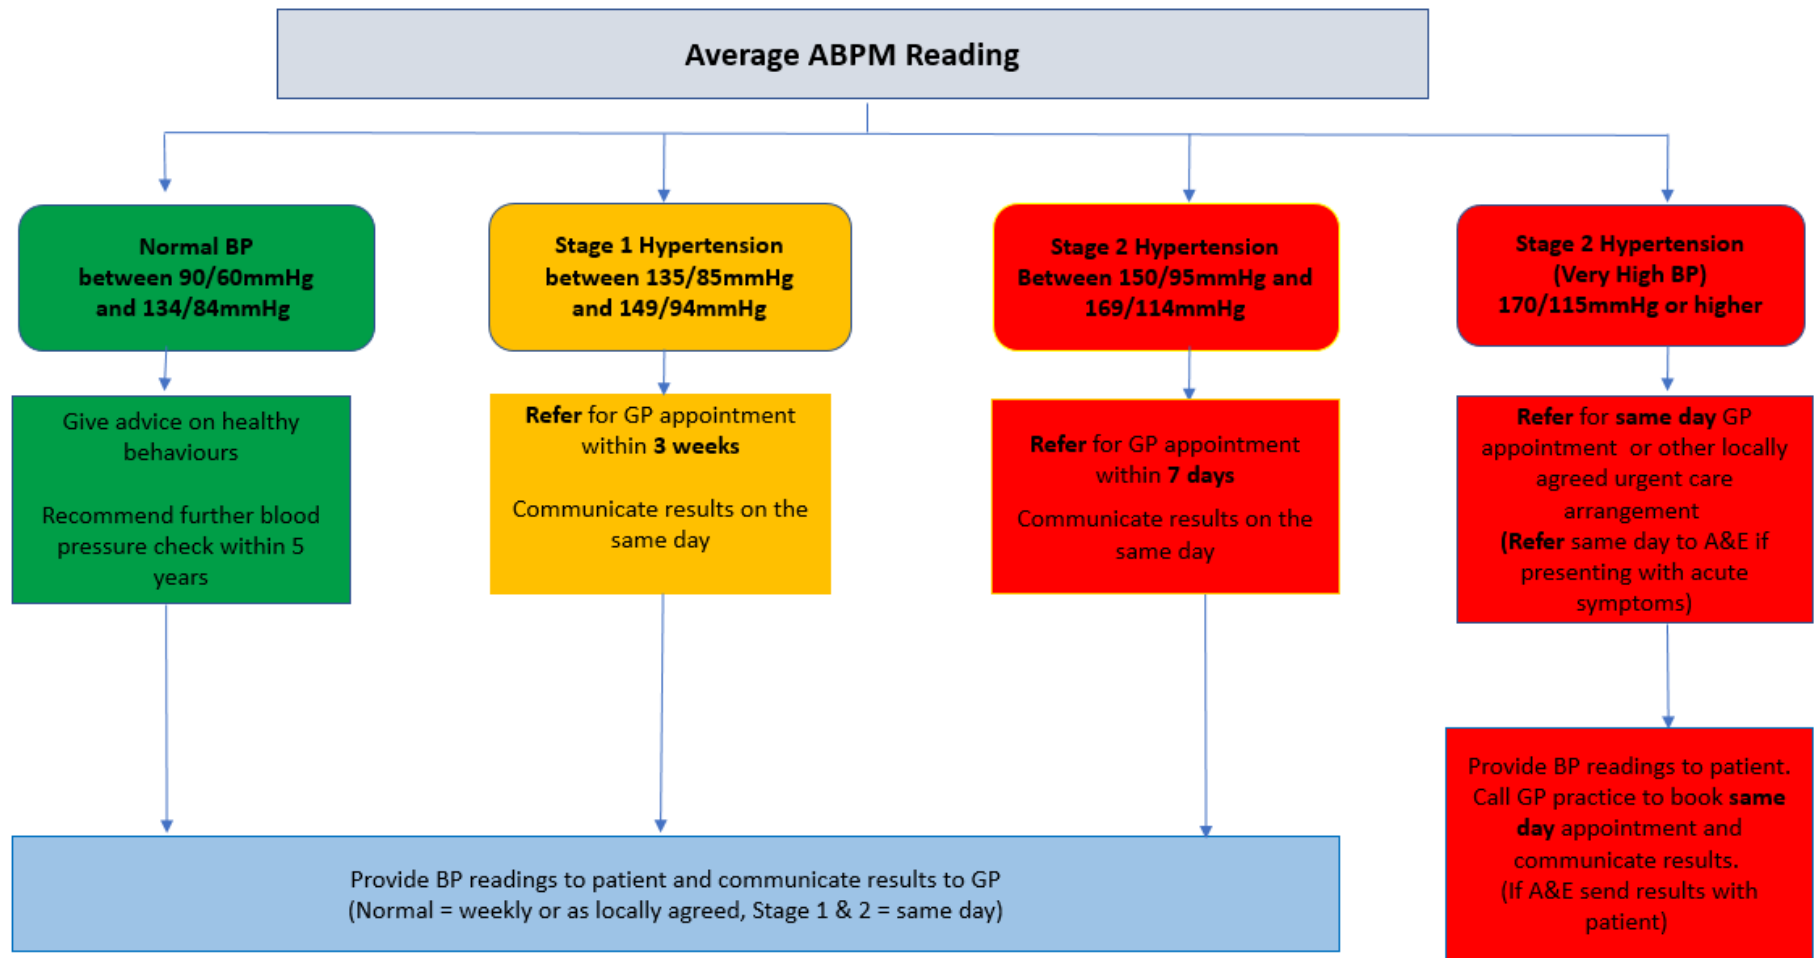 Average ABPM Reading
Normal BP
between 90/60mmHg
and 134/84mmHg
Stage 1 Hypertension
between 135/85mmHg
and 149/94mmHg
Stage 2 Hypertension
Between 150/95mmHg and
169/114mmHg
Stage 2 Hypertension
(Very High BP)
170/115mmHg or higher
Give advice on healthy
behaviours
Recommend further blood
pressure check within 5
years
Refer for GP appointment
within 3 weeks
Communicate results on the
same day
Refer for GP appointment
within 7 days
Communicate results on the
same day
Refer for same day GP
appointment or other locally
agreed urgent care
arrangement
(Refer same day to A&E if
presenting with acute
symptoms)
Provide BP readings to patient and communicate results to GP
(Normal = weekly or as locally agreed, Stage 1 & 2 = same day)
Provide BP readings to patient.
Call GP practice to book same
day appointment and
communicate results.
(If A&E send results with
patient)